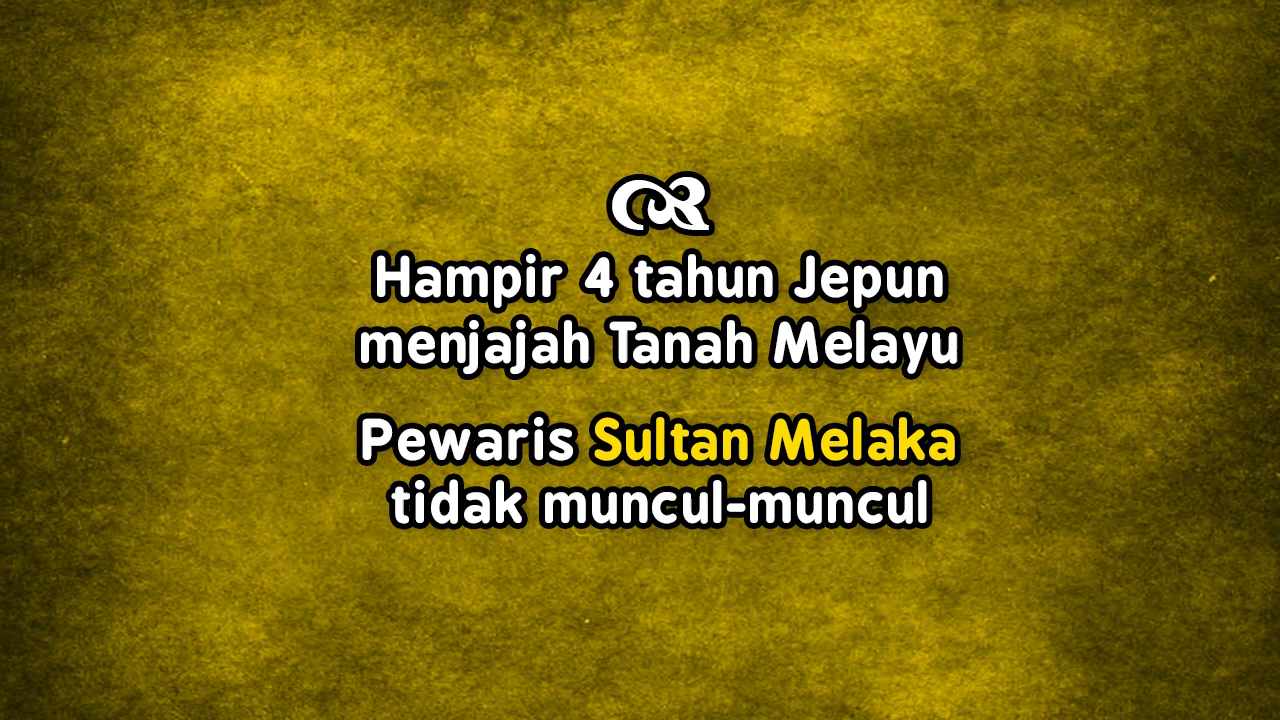 Hampir 4 tahun Jepun
menjajah Tanah Melayu
Pewaris Sultan Melaka
tidak muncul-muncul